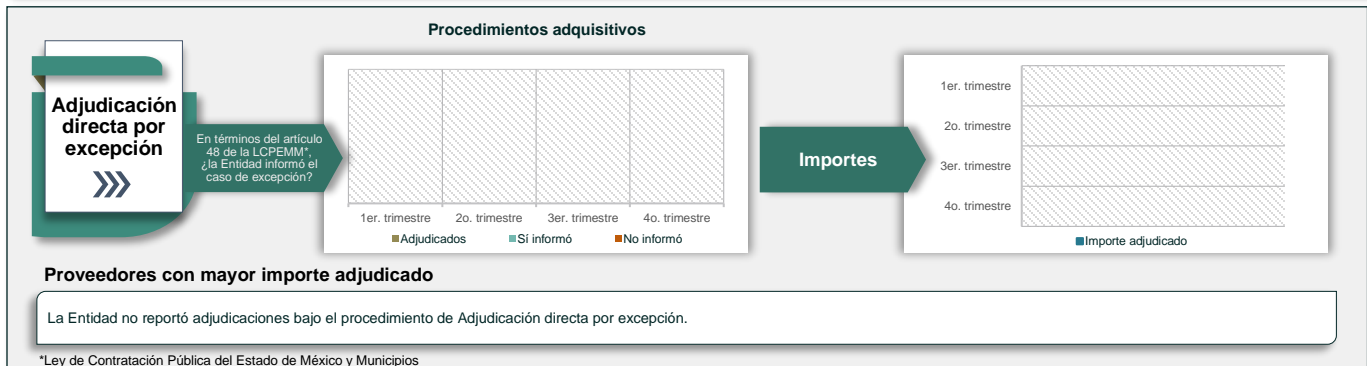 Procedimientos adquisitivos
Adjudicación
directa por
excepción
En términos del artículo
48 de la LCPEMM*,
¿la Entidad informó el
caso de excepción?
1er. trimestre 2o. trimestre 3er. trimestre 4o. trimestre
Adjudicados Sí informó No informó
Importes
1er. trimestre
2o. trimestre
3er. trimestre
4o. trimestre
Importe adjudicado
Proveedores con mayor importe adjudicado
La Entidad no reportó adjudicaciones bajo el procedimiento de Adjudicación directa por excepción.
*Ley de Contratación Pública del Estado de México y Municipios